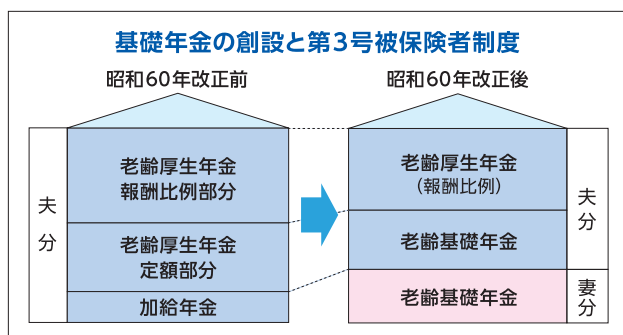 基礎年金の創設と第3号被保険者制度
昭和60年改正前
昭和60年改正後
夫分
老齢厚生年金
報酬比例部分
老齢厚生年金
定額部分
加給年金
老齢厚生年金
(報酬比例)
老齢基礎年金
老齢基礎年金
夫分
妻分